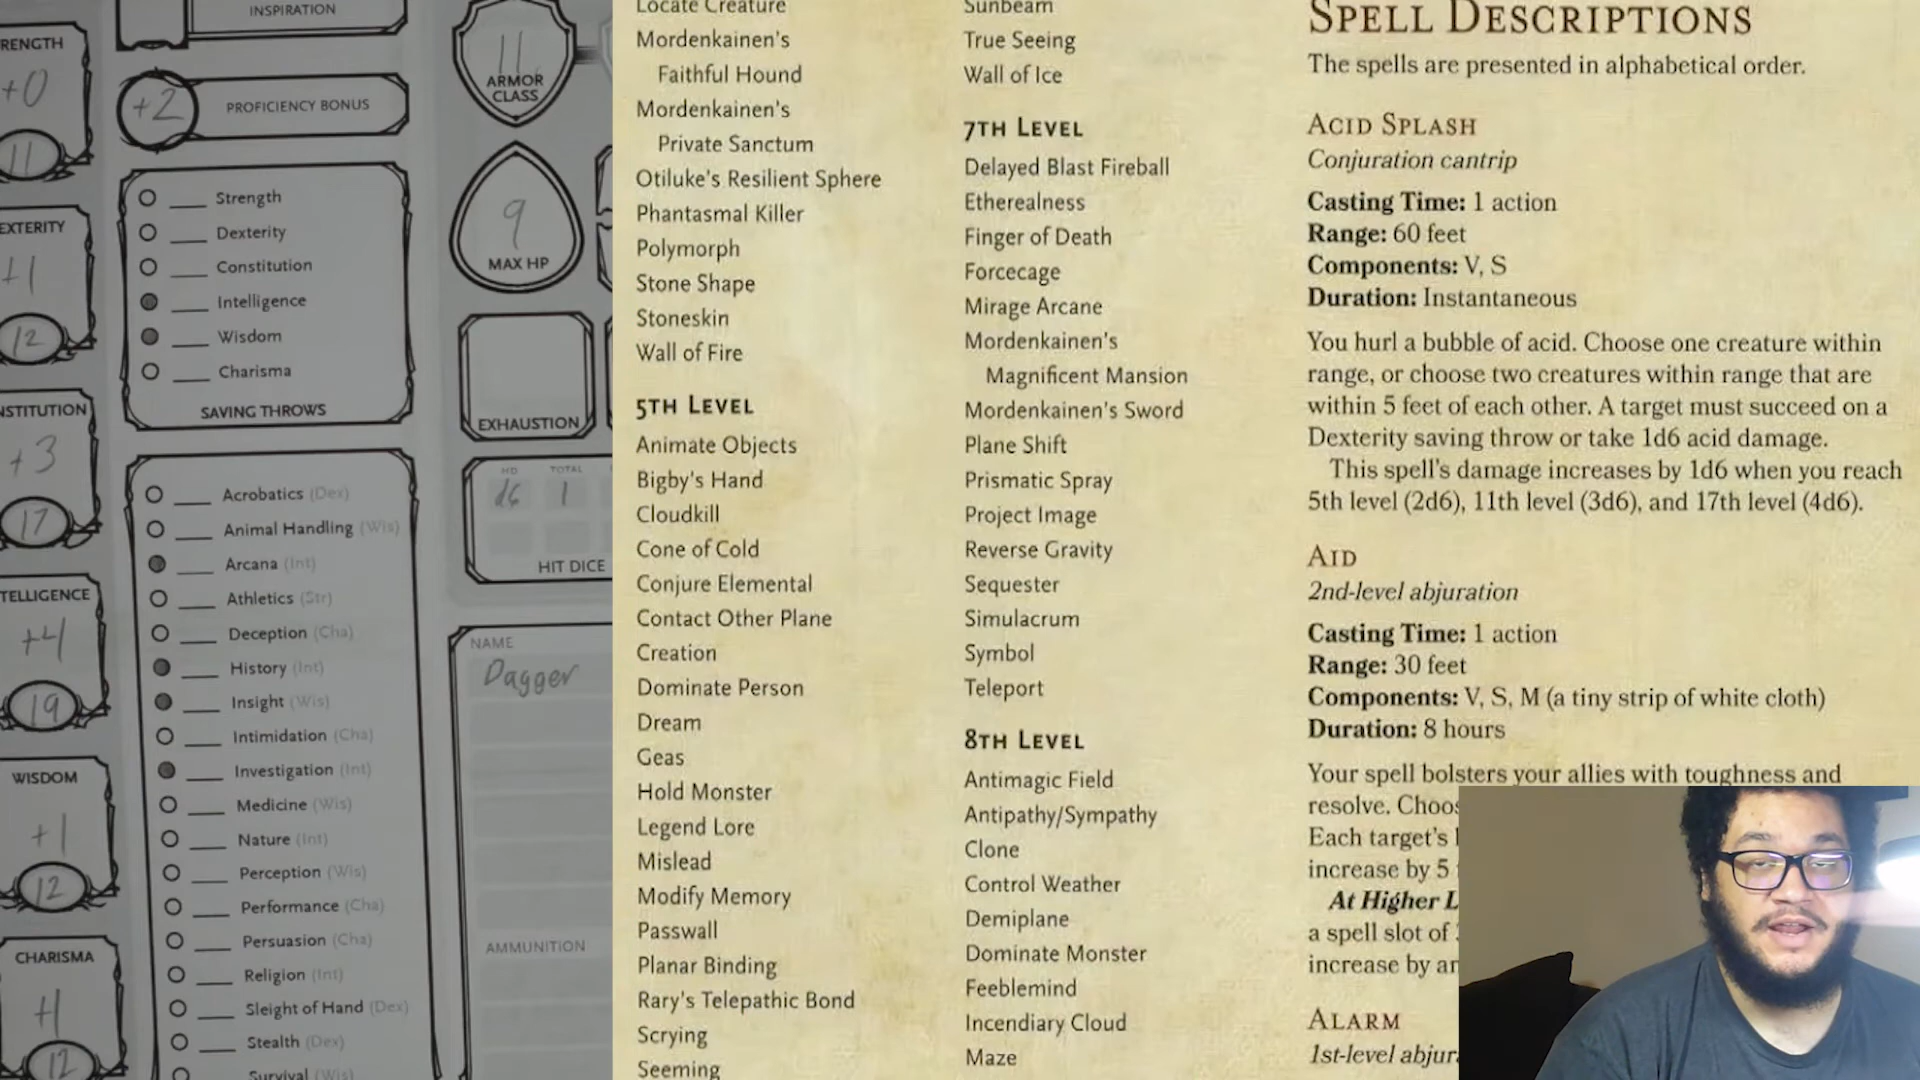 INSPIRATION
RENGTH
+0
11
+2
PROFICIENCY BONUS
11
ARMOR
CLASS
EXTERITY
+1
12
Strength
Dexterity
Constitution
Intelligence
Wisdom
Charisma
SAVING THROWS
9
MAX HP
EXHAUSTION
NSTITUTION
+3
17
HD
TOTAL
d6
1
HIT DICE
TELLIGENCE
+4
19
WISDOM
+1
12
CHARISMA
+1
12
Acrobatics (Dex)
Animal Handling (Wis)
Arcana (Int)
Athletics (Str)
Deception (Cha)
History (Int)
Insight (Wis)
Intimidation (Cha)
Investigation (Int)
Medicine (Wis)
Nature (Int)
Perception (Wis)
Performance (Cha)
Persuasion (Cha)
Religion (Int)
Sleight of Hand (Dex)
Stealth (Dex)
Survival (Wis)
NAME
Dagger
AMMUNITION
Locate Creature
Mordenkainen's
Faithful Hound
Mordenkainen's
Private Sanctum
Otiluke's Resilient Sphere
Phantasmal Killer
Polymorph
Stone Shape
Stoneskin
Wall of Fire
5TH LEVEL
Animate Objects
Bigby's Hand
Cloudkill
Cone of Cold
Conjure Elemental
Contact Other Plane
Creation
Dominate Person
Dream
Geas
Hold Monster
Legend Lore
Mislead
Modify Memory
Passwall
Planar Binding
Rary's Telepathic Bond
Scrying
Seeming
Sunbeam
True Seeing
Wall of Ice
7TH LEVEL
Delayed Blast Fireball
Etherealness
Finger of Death
Forcecage
Mirage Arcane
Mordenkainen's
Magnificent Mansion
Mordenkainen's Sword
Plane Shift
Prismatic Spray
Project Image
Reverse Gravity
Sequester
Simulacrum
Symbol
Teleport
8TH LEVEL
Antimagic Field
Antipathy/Sympathy
Clone
Control Weather
Demiplane
Dominate Monster
Feeblemind
Incendiary Cloud
Maze
SPELL DESCRIPTIONS
The spells are presented in alphabetical order.
ACID SPLASH
Conjuration cantrip
Casting Time: 1 action
Range: 60 feet
Components: V, S
Duration: Instantaneous
You hurl a bubble of acid. Choose one creature within
range, or choose two creatures within range that are
within 5 feet of each other. A target must succeed on a
Dexterity saving throw or take 1d6 acid damage.
This spell's damage increases by 1d6 when you reach
5th level (2d6), 11th level (3d6), and 17th level (4d6).
AID
2nd-level abjuration
Casting Time: 1 action
Range: 30 feet
Components: V, S, M (a tiny strip of white cloth)
Duration: 8 hours
Your spell bolsters your allies with toughness and
resolve. Choos
Each target's
increase by 5
At Higher L
a spell slot of
increase by an
ALARM
1st-level abjur